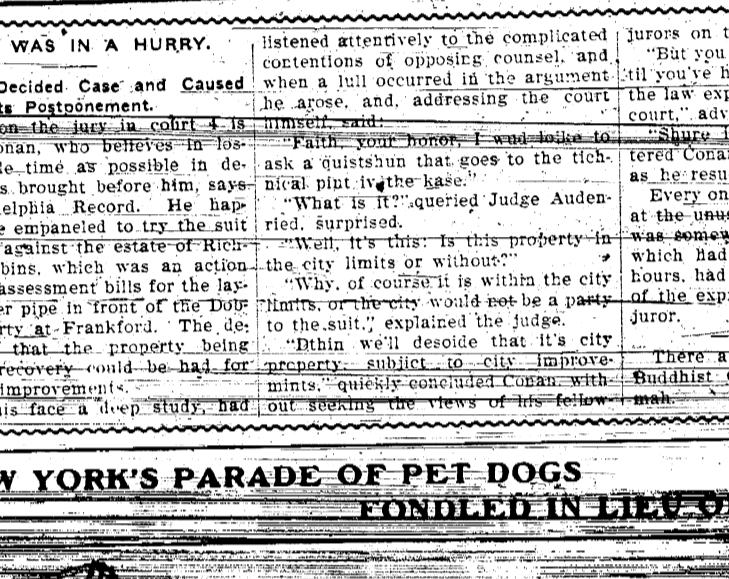 WAS IN A HURRY.
Decided Case and Caused
ts Postponement.
on the jury in court 4 is
onan, who believes in los-
le time as possible in de-
s brought before him, says
elphia Record. He hap-
e empaneled to try the suit
against the estate of Rich-
bins, which was an action
assessment bills for the lay-
er pipe in front of the Dob-
rty at Frankford. The de-
that the property being
recovery could be had for
improvements.
his face a deep study, had
listened attentively to the complicated
contentions of opposing counsel, and
when a lull occurred in the argument
he arose, and, addressing the court
himself, said:
"Faith, your honor, I wud loike to
ask a quistshun that goes to the tich-
nical pint iv the kase."
"What is it?" queried Judge Auden-
ried, surprised.
"Well, it's this: Is this property in
the city limits or without?"
"Why, of course it is within the city
limits, or the city would not be a party
to the suit," explained the judge.
"Dthin we'll desoide that it's city
property, subjict to city improve-
mints," quickly concluded Conan, with-
out seeking the views of his fellow-
jurors on t
"But you
'til you've h
the law exp
court," adv
"Shure I
tered Conan
as he resu
Every on
at the unus
was somew
which had
hours, had
of the exp
juror.
There a
Buddhist
mah.
W YORK'S PARADE OF PET DOGS
FONDLED IN LIEU O